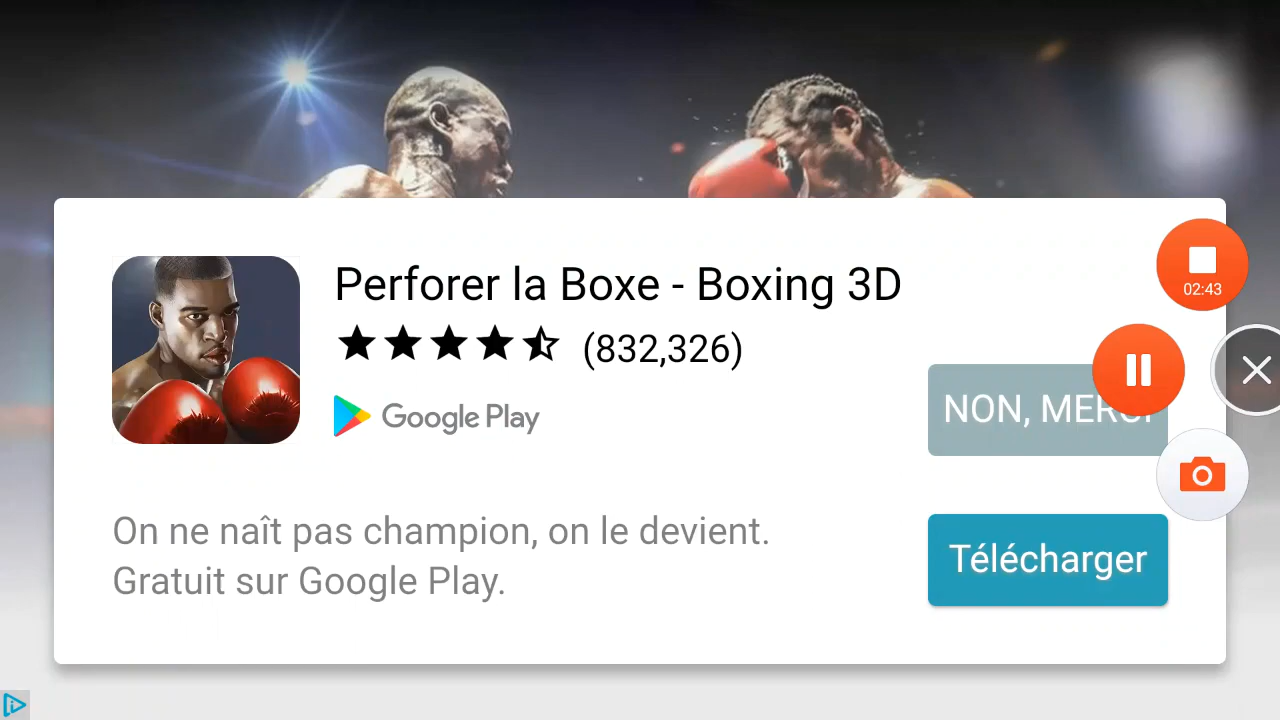 Perforer la Boxe - Boxing 3D
(832,326)
Google Play
NON, MERCI
On ne naît pas champion, on le devient.
Gratuit sur Google Play.
Télécharger
02:43